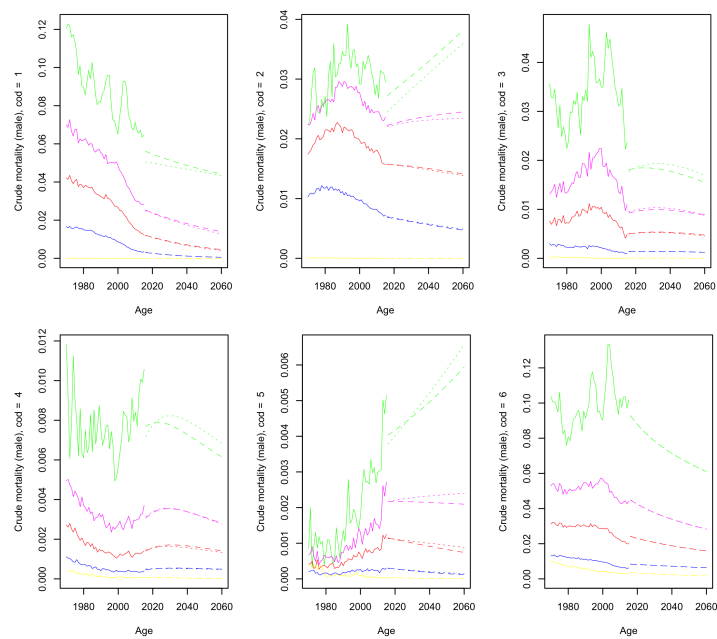 Crude mortality (male), cod = 1
0.00 0.02 0.04 0.06 0.08 0.10 0.12
1980 2000 2020 2040 2060
Age
Crude mortality (male), cod = 2
0.00 0.01 0.02 0.03 0.04
1980 2000 2020 2040 2060
Age
Crude mortality (male), cod = 3
0.00 0.01 0.02 0.03 0.04
1980 2000 2020 2040 2060
Age
Crude mortality (male), cod = 4
0.000 0.002 0.004 0.006 0.008 0.010 0.012
1980 2000 2020 2040 2060
Age
Crude mortality (male), cod = 5
0.000 0.001 0.002 0.003 0.004 0.005 0.006
1980 2000 2020 2040 2060
Age
Crude mortality (male), cod = 6
0.00 0.02 0.04 0.06 0.08 0.10 0.12
1980 2000 2020 2040 2060
Age